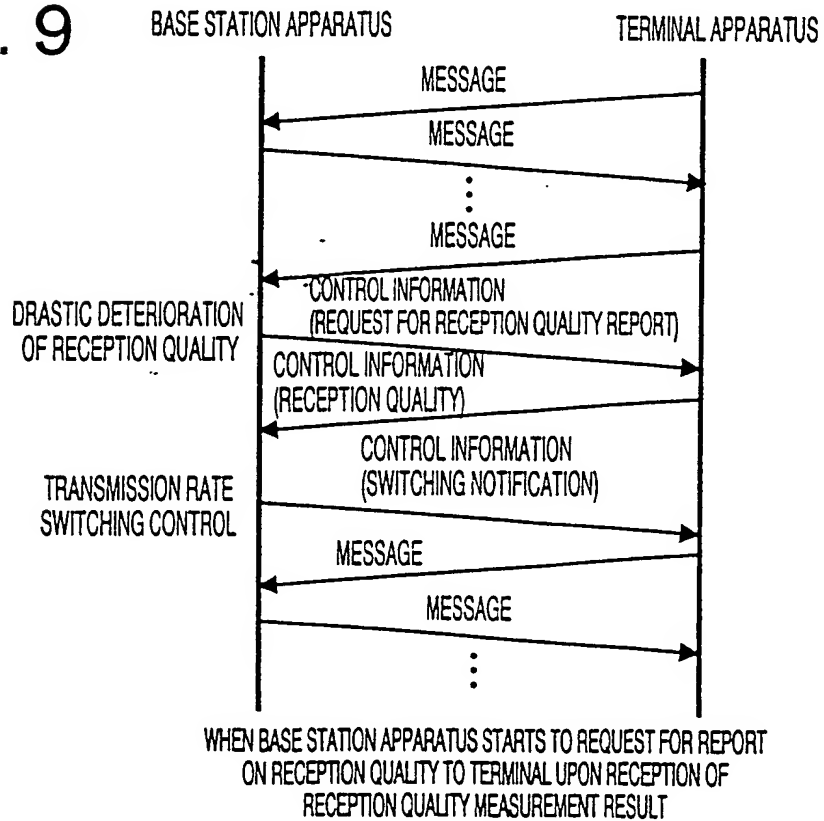 . 9
BASE STATION APPARATUS
TERMINAL APPARATUS
MESSAGE
MESSAGE
MESSAGE
CONTROL INFORMATION
(REQUEST FOR RECEPTION QUALITY REPORT)
DRASTIC DETERIORATION
OF RECEPTION QUALITY
CONTROL INFORMATION
(RECEPTION QUALITY)
CONTROL INFORMATION
(SWITCHING NOTIFICATION)
TRANSMISSION RATE
SWITCHING CONTROL
MESSAGE
MESSAGE
WHEN BASE STATION APPARATUS STARTS TO REQUEST FOR REPORT
ON RECEPTION QUALITY TO TERMINAL UPON RECEPTION OF
RECEPTION QUALITY MEASUREMENT RESULT